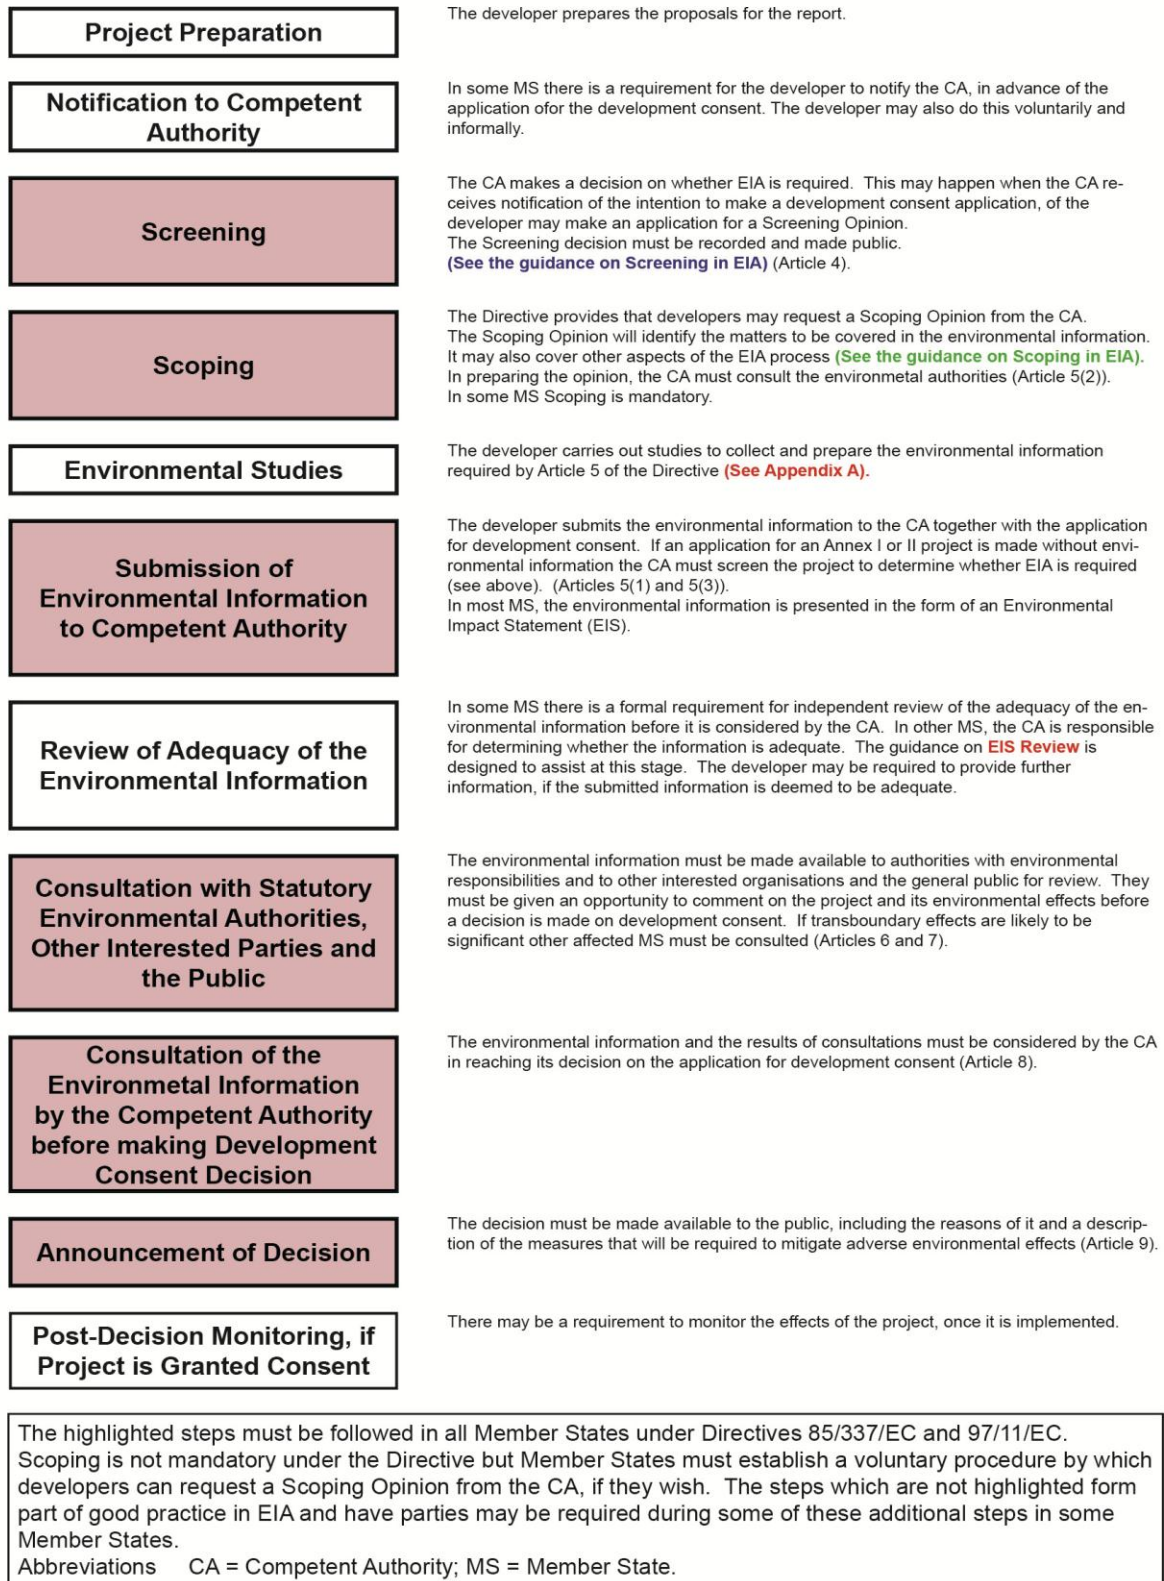 Project Preparation
The developer prepares the proposals for the report.
Notification to Competent
Authority
In some MS there is a requirement for the developer to notify the CA, in advance of the
application ofor the development consent. The developer may also do this voluntarily and
informally.
Screening
The CA makes a decision on whether EIA is required. This may happen when the CA re-
ceives notification of the intention to make a development consent application, of the
developer may make an application for a Screening Opinion.
The Screening decision must be recorded and made public.
(See the guidance on Screening in EIA) (Article 4).
Scoping
The Directive provides that developers may request a Scoping Opinion from the CA.
The Scoping Opinion will identify the matters to be covered in the environmental information.
It may also cover other aspects of the EIA process (See the guidance on Scoping in EIA).
In preparing the opinion, the CA must consult the environmetal authorities (Article 5(2)).
In some MS Scoping is mandatory.
Environmental Studies
The developer carries out studies to collect and prepare the environmental information
required by Article 5 of the Directive (See Appendix A).
Submission of
Environmental Information
to Competent Authority
The developer submits the environmental information to the CA together with the application
for development consent. If an application for an Annex I or II project is made without envi-
ronmental information the CA must screen the project to determine whether EIA is required
(see above). (Articles 5(1) and 5(3)).
In most MS, the environmental information is presented in the form of an Environmental
Impact Statement (EIS).
Review of Adequacy of the
Environmental Information
In some MS there is a formal requirement for independent review of the adequacy of the en-
vironmental information before it is considered by the CA. In other MS, the CA is responsible
for determining whether the information is adequate. The guidance on EIS Review is
designed to assist at this stage. The developer may be required to provide further
information, if the submitted information is deemed to be adequate.
Consultation with Statutory
Environmental Authorities,
Other Interested Parties and
the Public
The environmental information must be made available to authorities with environmental
responsibilities and to other interested organisations and the general public for review. They
must be given an opportunity to comment on the project and its environmental effects before
a decision is made on development consent. If transboundary effects are likely to be
significant other affected MS must be consulted (Articles 6 and 7).
Consultation of the
Environmetal Information
by the Competent Authority
before making Development
Consent Decision
The environmental information and the results of consultations must be considered by the CA
in reaching its decision on the application for development consent (Article 8).
Announcement of Decision
The decision must be made available to the public, including the reasons of it and a descrip-
tion of the measures that will be required to mitigate adverse environmental effects (Article 9).
Post-Decision Monitoring, if
Project is Granted Consent
There may be a requirement to monitor the effects of the project, once it is implemented.
The highlighted steps must be followed in all Member States under Directives 85/337/EC and 97/11/EC.
Scoping is not mandatory under the Directive but Member States must establish a voluntary procedure by which
developers can request a Scoping Opinion from the CA, if they wish. The steps which are not highlighted form
part of good practice in EIA and have parties may be required during some of these additional steps in some
Member States.
Abbreviations CA = Competent Authority; MS = Member State.